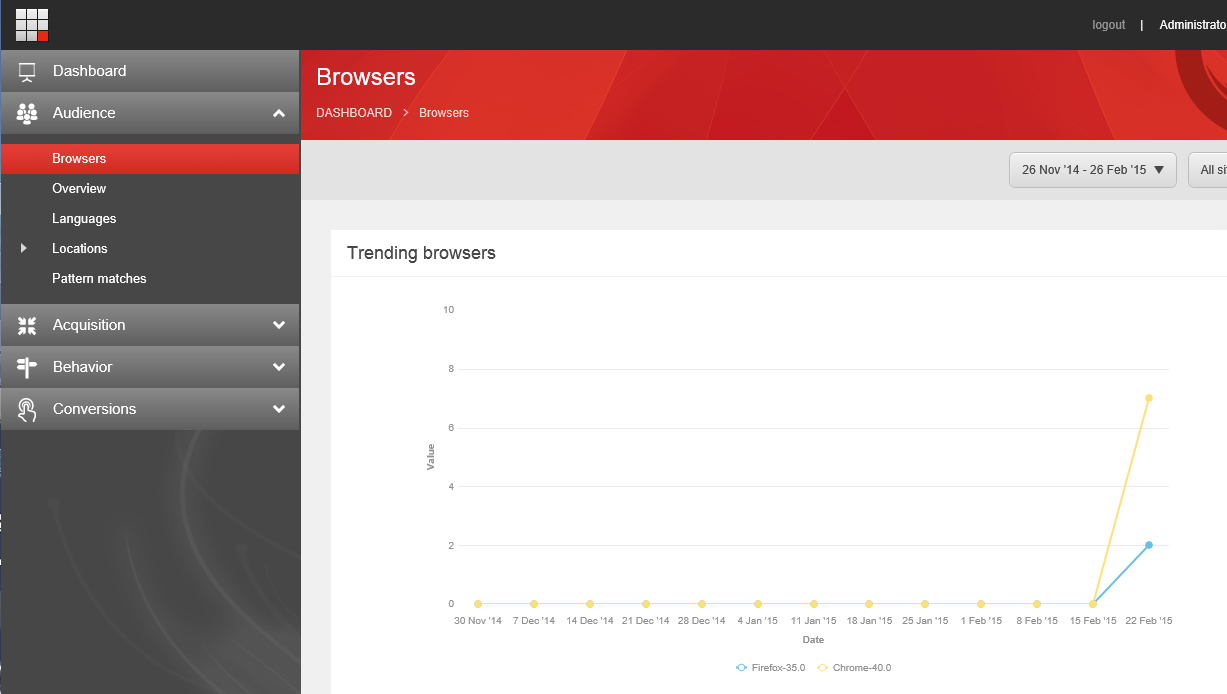 logout | Administrato
Dashboard
Audience
Browsers
Overview
Languages
Locations
Pattern matches
Acquisition
Behavior
Conversions
Browsers
DASHBOARD > Browsers
26 Nov '14 - 26 Feb '15
All si
Trending browsers
10
8
6
4
2
0
Value
30 Nov '14 7 Dec '14 14 Dec '14 21 Dec '14 28 Dec '14 4 Jan '15 11 Jan '15 18 Jan '15 25 Jan '15 1 Feb '15 8 Feb '15 15 Feb '15 22 Feb '15
Date
Firefox-35.0 Chrome-40.0